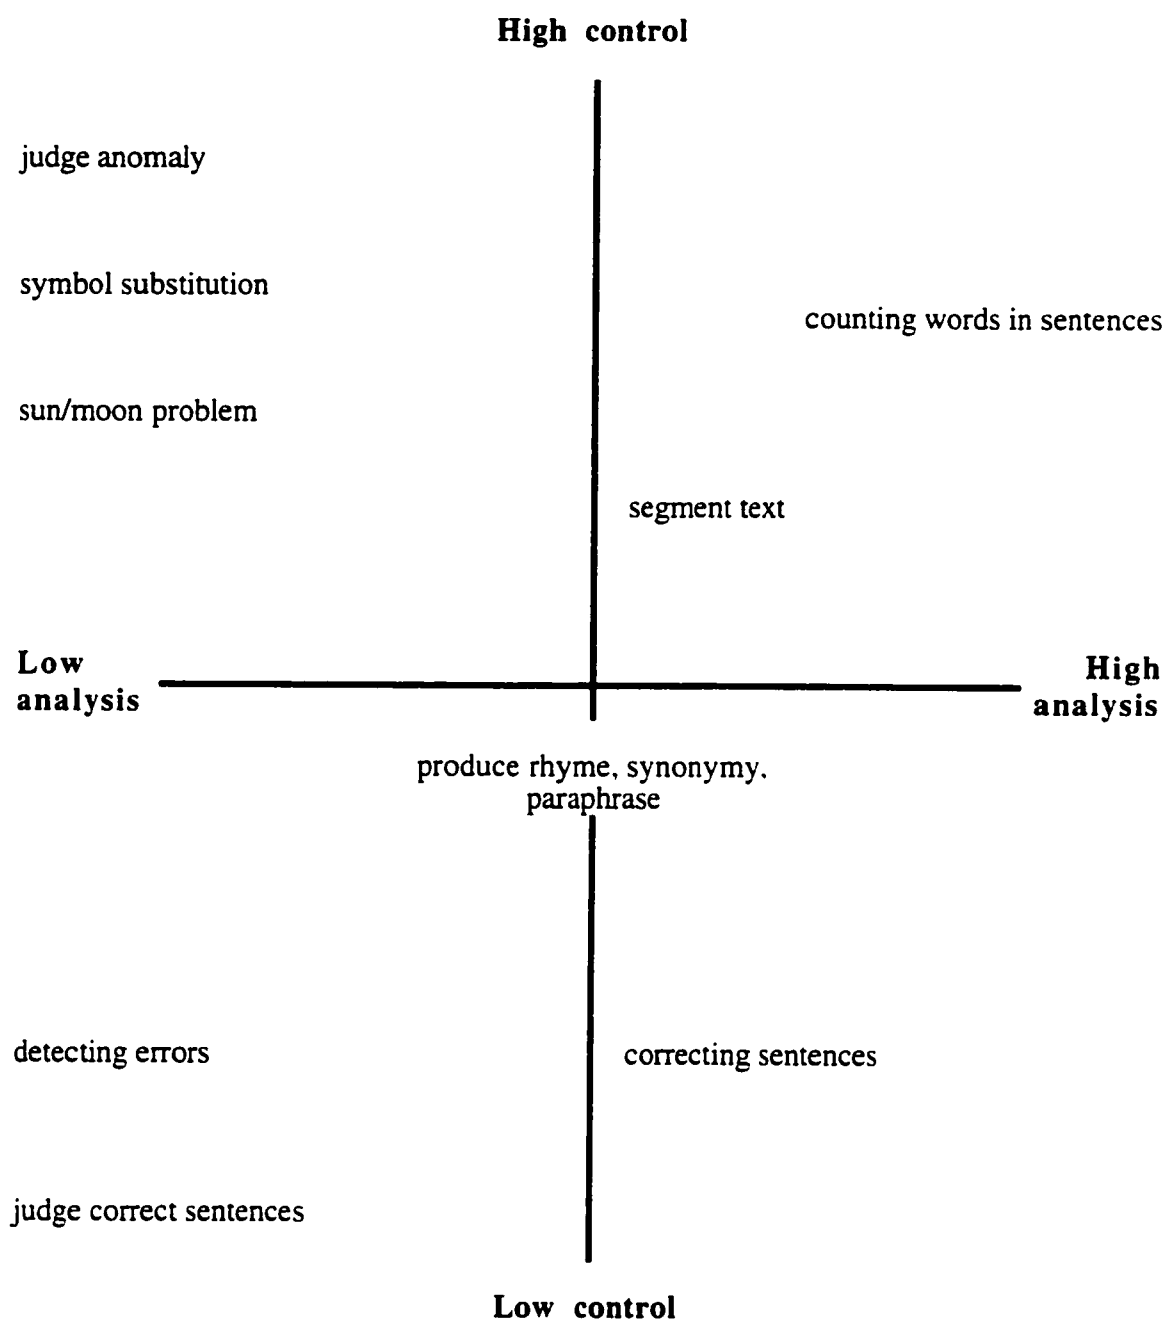 High control
judge anomaly
symbol substitution
counting words in sentences
sun/moon problem
segment text
Low
analysis
High
analysis
produce rhyme, synonymy,
paraphrase
detecting errors
correcting sentences
judge correct sentences
Low control